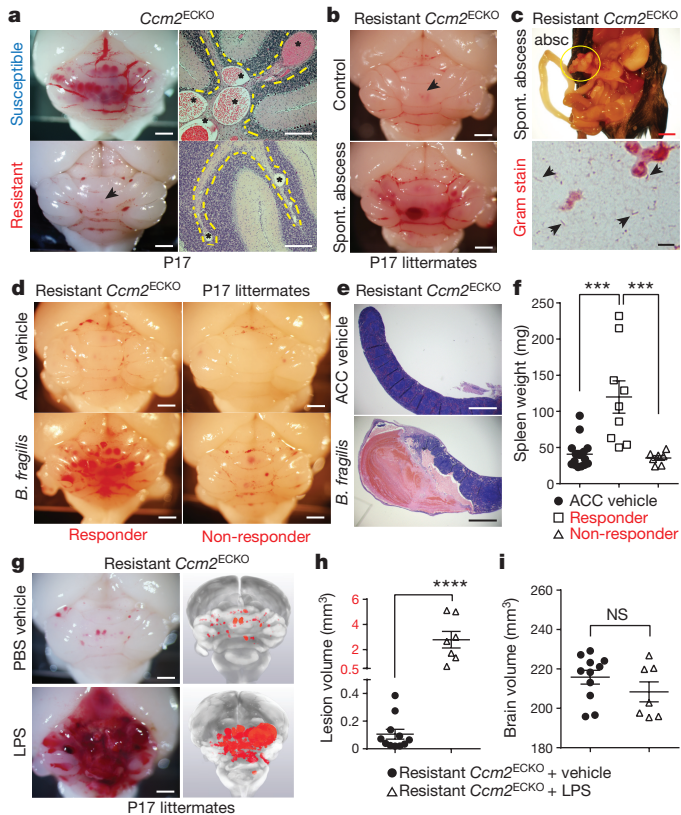 a
Ccm2ECKO
Susceptible
Resistant
P17
b
Resistant Ccm2ECKO
Control
Spont. abscess
P17 littermates
c
Resistant Ccm2ECKO
Spont. abscess
absc
Gram stain
d
Resistant Ccm2ECKO P17 littermates
ACC vehicle
B. fragilis
Responder Non-responder
e
Resistant Ccm2ECKO
ACC vehicle
B. fragilis
f
*** ***
Spleen weight (mg)
250
200
150
100
50
0
ACC vehicle
Responder
Non-responder
g
Resistant Ccm2ECKO
PBS vehicle
LPS
P17 littermates
h
****
Lesion volume (mm3)
6
4
2
0.5
0.4
0.2
0
i
NS
Brain volume (mm3)
260
240
220
200
180
Resistant Ccm2ECKO + vehicle
Resistant Ccm2ECKO + LPS